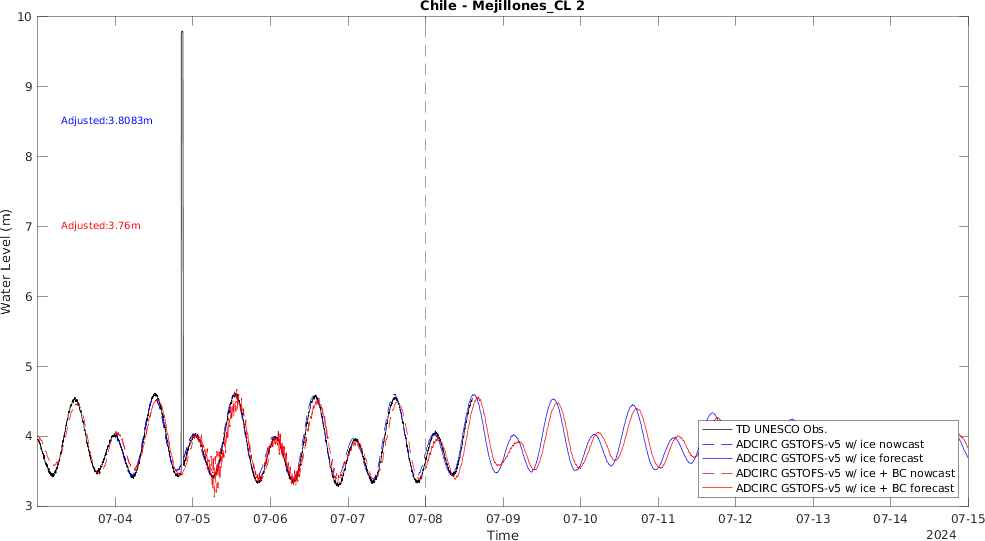 Chile - Mejillones_CL 2
10
9
8
7
6
5
4
3
Water Level (m)
Adjusted:3.8083m
Adjusted:3.76m
TD UNESCO Obs.
ADCIRC GSTOFS-v5 w/ ice nowcast
ADCIRC GSTOFS-v5 w/ ice forecast
ADCIRC GSTOFS-v5 w/ ice + BC nowcast
ADCIRC GSTOFS-v5 w/ ice + BC forecast
07-04 07-05 07-06 07-07 07-08 07-09 07-10 07-11 07-12 07-13 07-14 07-15
Time
2024